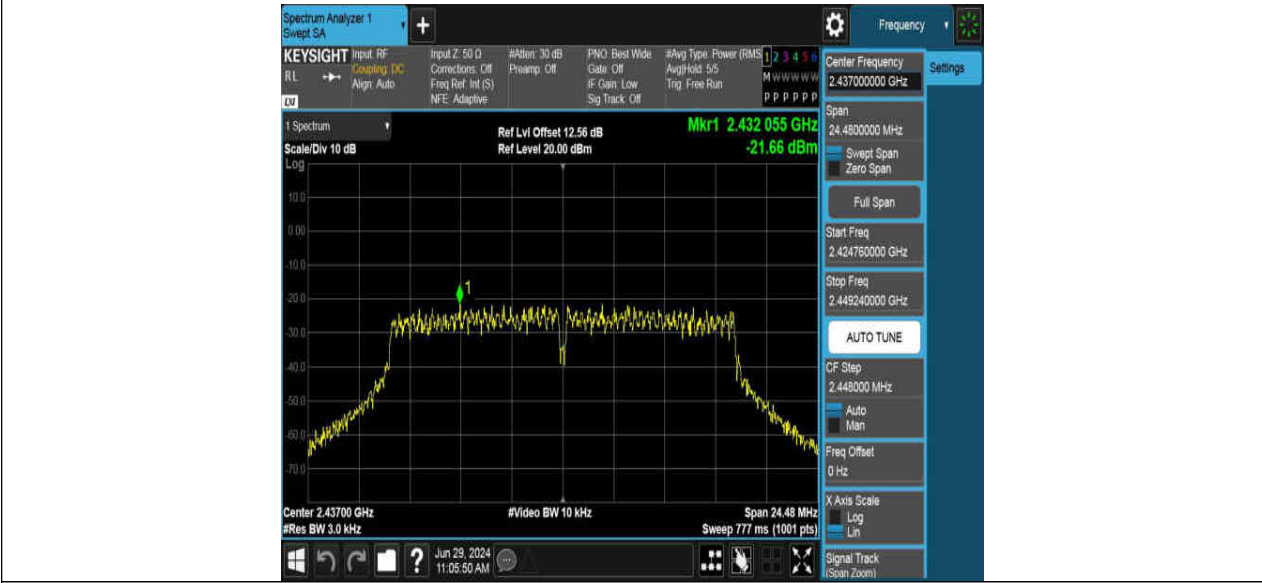 Spectrum Analyzer 1
Swept SA
+
Frequency
KEYSIGHT
RL
LXI
Input: RF
Coupling: DC
Align: Auto
Input Z: 50 Ω
Corrections: Off
Freq Ref: Int (S)
NFE: Adaptive
#Atten: 30 dB
Preamp: Off
PNO: Best Wide
Gate: Off
IF Gain: Low
Sig Track: Off
#Avg Type: Power (RMS
Avg|Hold: 5/5
Trig: Free Run
1 2 3 4 5 6
M W W W W W
P P P P P P
1 Spectrum
Scale/Div 10 dB
Log
Ref Lvl Offset 12.56 dB
Ref Level 20.00 dBm
Mkr1 2.432 055 GHz
-21.66 dBm
10.0
0.00
-10.0
-20.0
-30.0
-40.0
-50.0
-60.0
-70.0
1
Center 2.43700 GHz
#Res BW 3.0 kHz
#Video BW 10 kHz
Span 24.48 MHz
Sweep 777 ms (1001 pts)
?
Jun 29, 2024
11:05:50 AM
Center Frequency
2.437000000 GHz
Span
24.4800000 MHz
Swept Span
Zero Span
Full Span
Start Freq
2.424760000 GHz
Stop Freq
2.449240000 GHz
AUTO TUNE
CF Step
2.448000 MHz
Auto
Man
Freq Offset
0 Hz
X Axis Scale
Log
Lin
Signal Track
(Span Zoom)
Settings